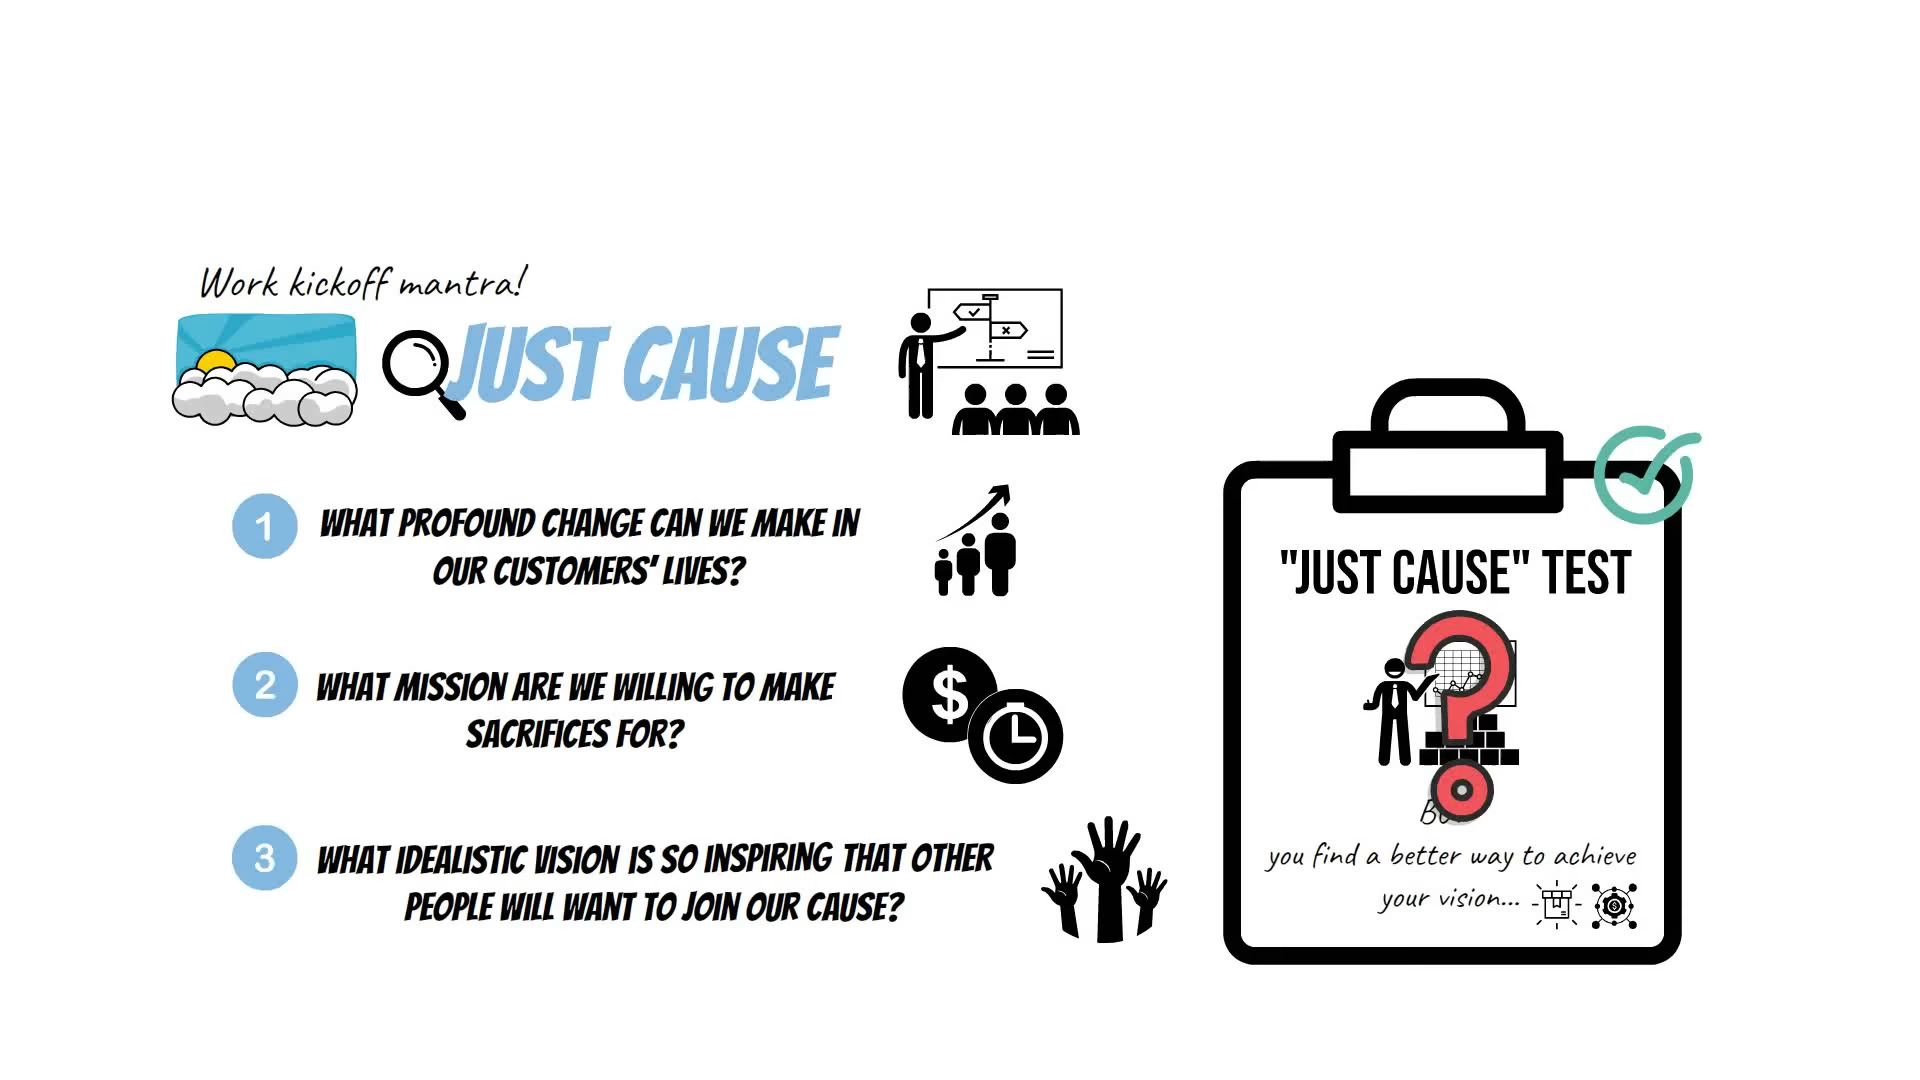 Work kickoff mantra!
JUST CAUSE
1
WHAT PROFOUND CHANGE CAN WE MAKE IN
OUR CUSTOMERS' LIVES?
2
WHAT MISSION ARE WE WILLING TO MAKE
SACRIFICES FOR?
$
3
WHAT IDEALISTIC VISION IS SO INSPIRING THAT OTHER
PEOPLE WILL WANT TO JOIN OUR CAUSE?
"JUST CAUSE" TEST
?
you find a better way to achieve
your vision...